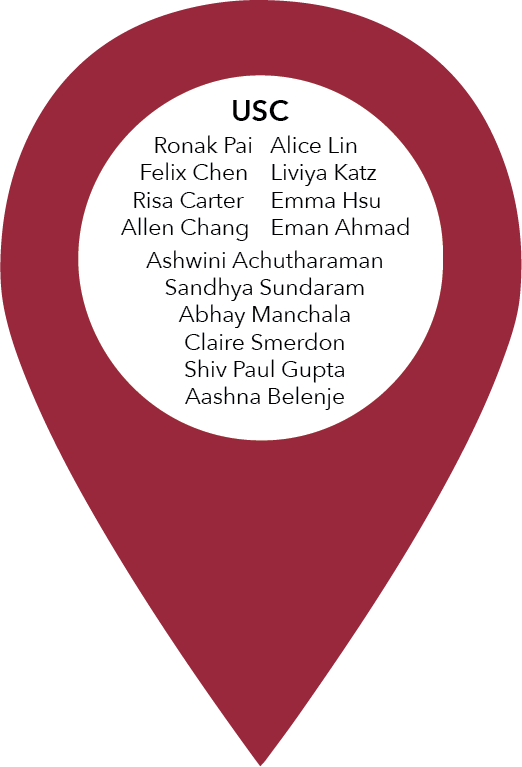 USC
Ronak Pai Alice Lin
Felix Chen Liviya Katz
Risa Carter Emma Hsu
Allen Chang Eman Ahmad
Ashwini Achutharaman
Sandhya Sundaram
Abhay Manchala
Claire Smerdon
Shiv Paul Gupta
Aashna Belenje